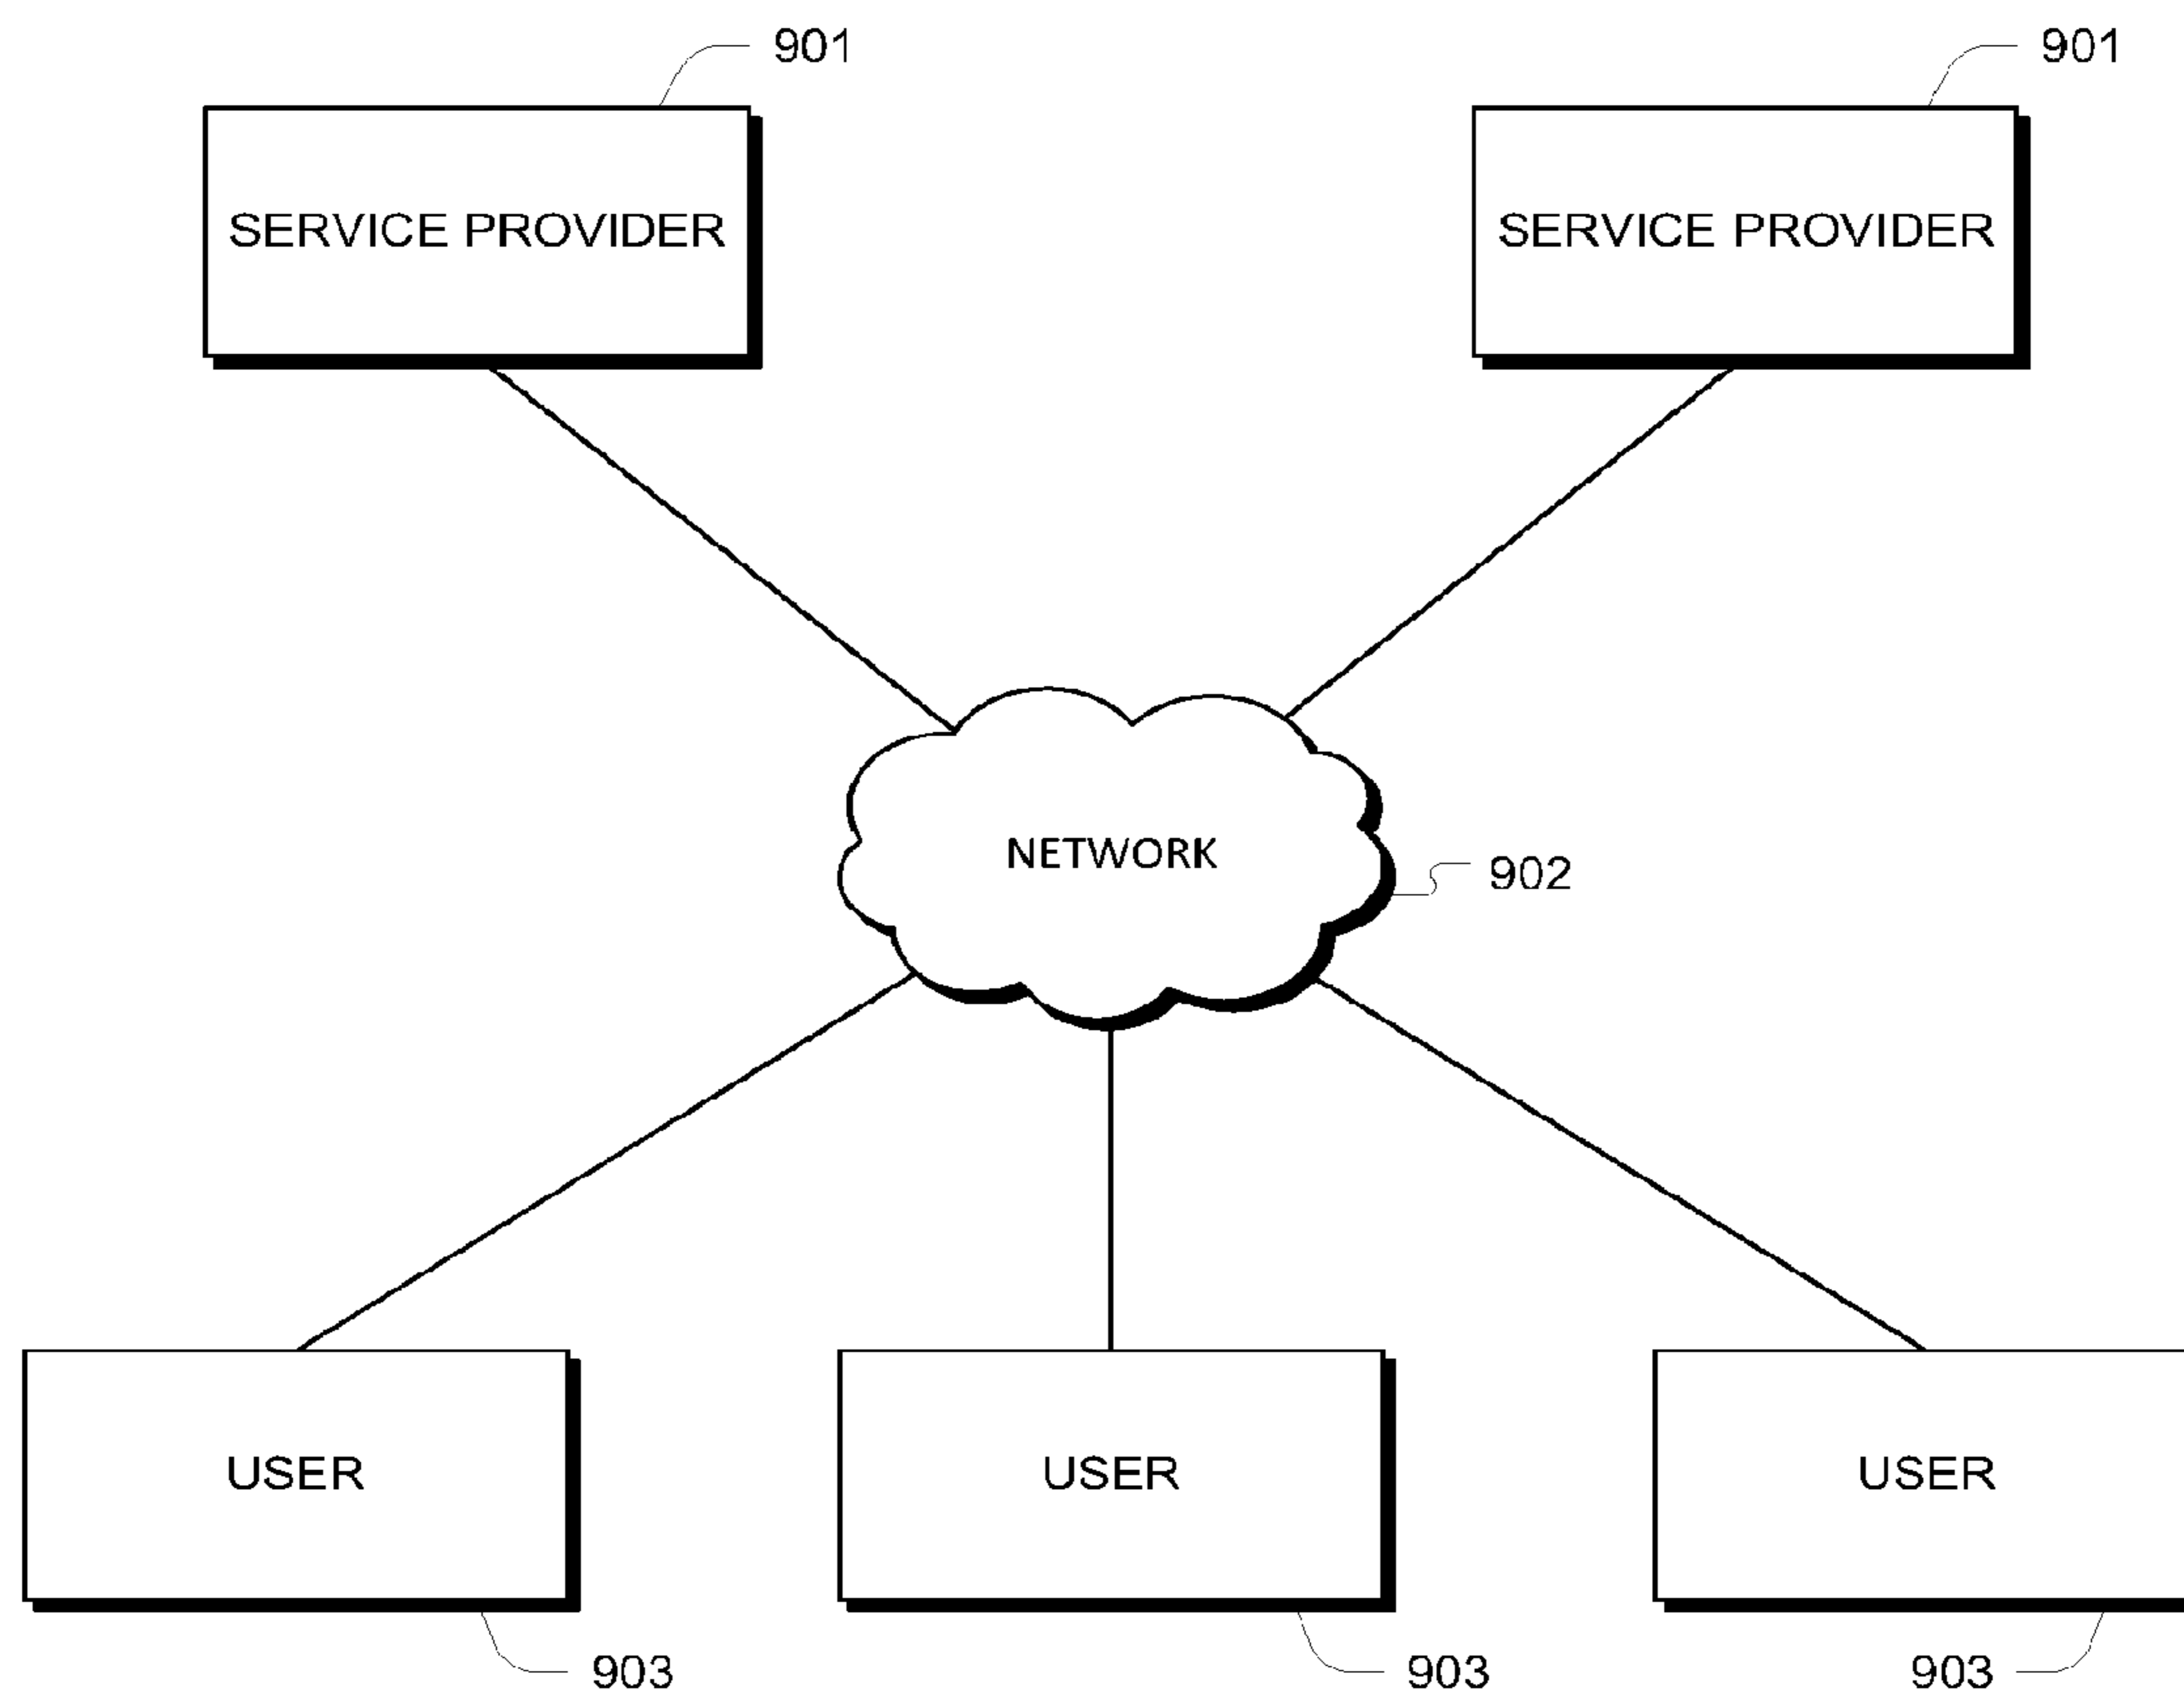 901
901
SERVICE PROVIDER
SERVICE PROVIDER
NETWORK
902
USER
USER
USER
903
903
903